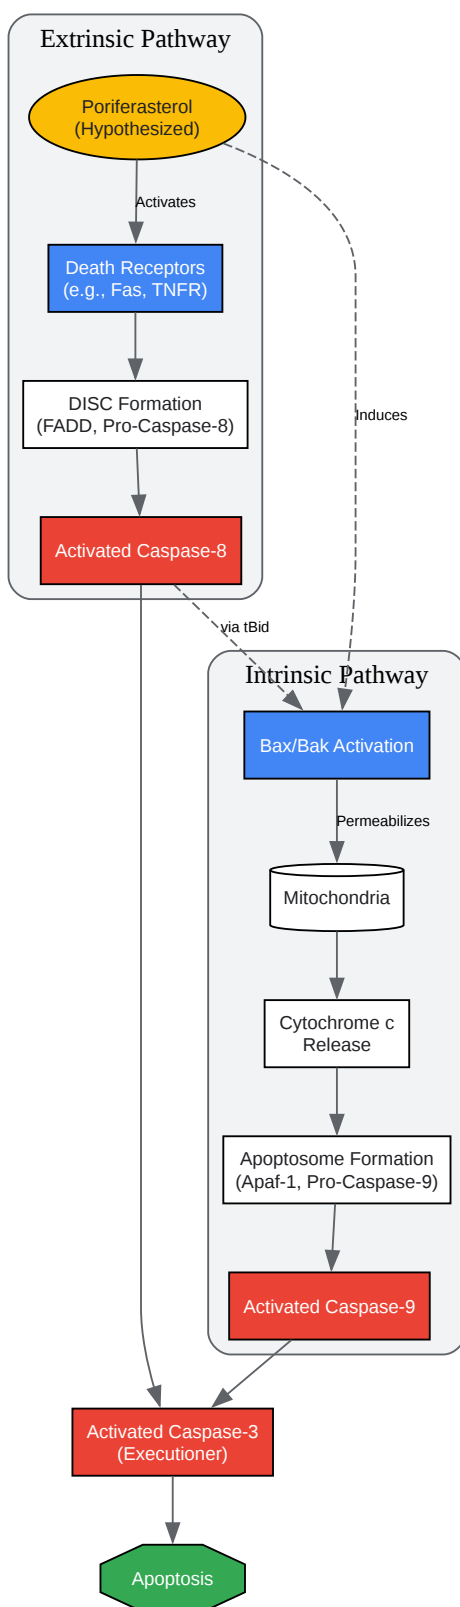 Extrinsic Pathway
Poriferasterol
(Hypothesized)
Activates
Death Receptors
(e.g., Fas, TNFR)
DISC Formation
(FADD, Pro-Caspase-8)
Induces
Activated Caspase-8
via tBid
Intrinsic Pathway
Bax/Bak Activation
Permeabilizes
Mitochondria
Cytochrome c
Release
Apoptosome Formation
(Apaf-1, Pro-Caspase-9)
Activated Caspase-9
Activated Caspase-3
(Executioner)
Apoptosis